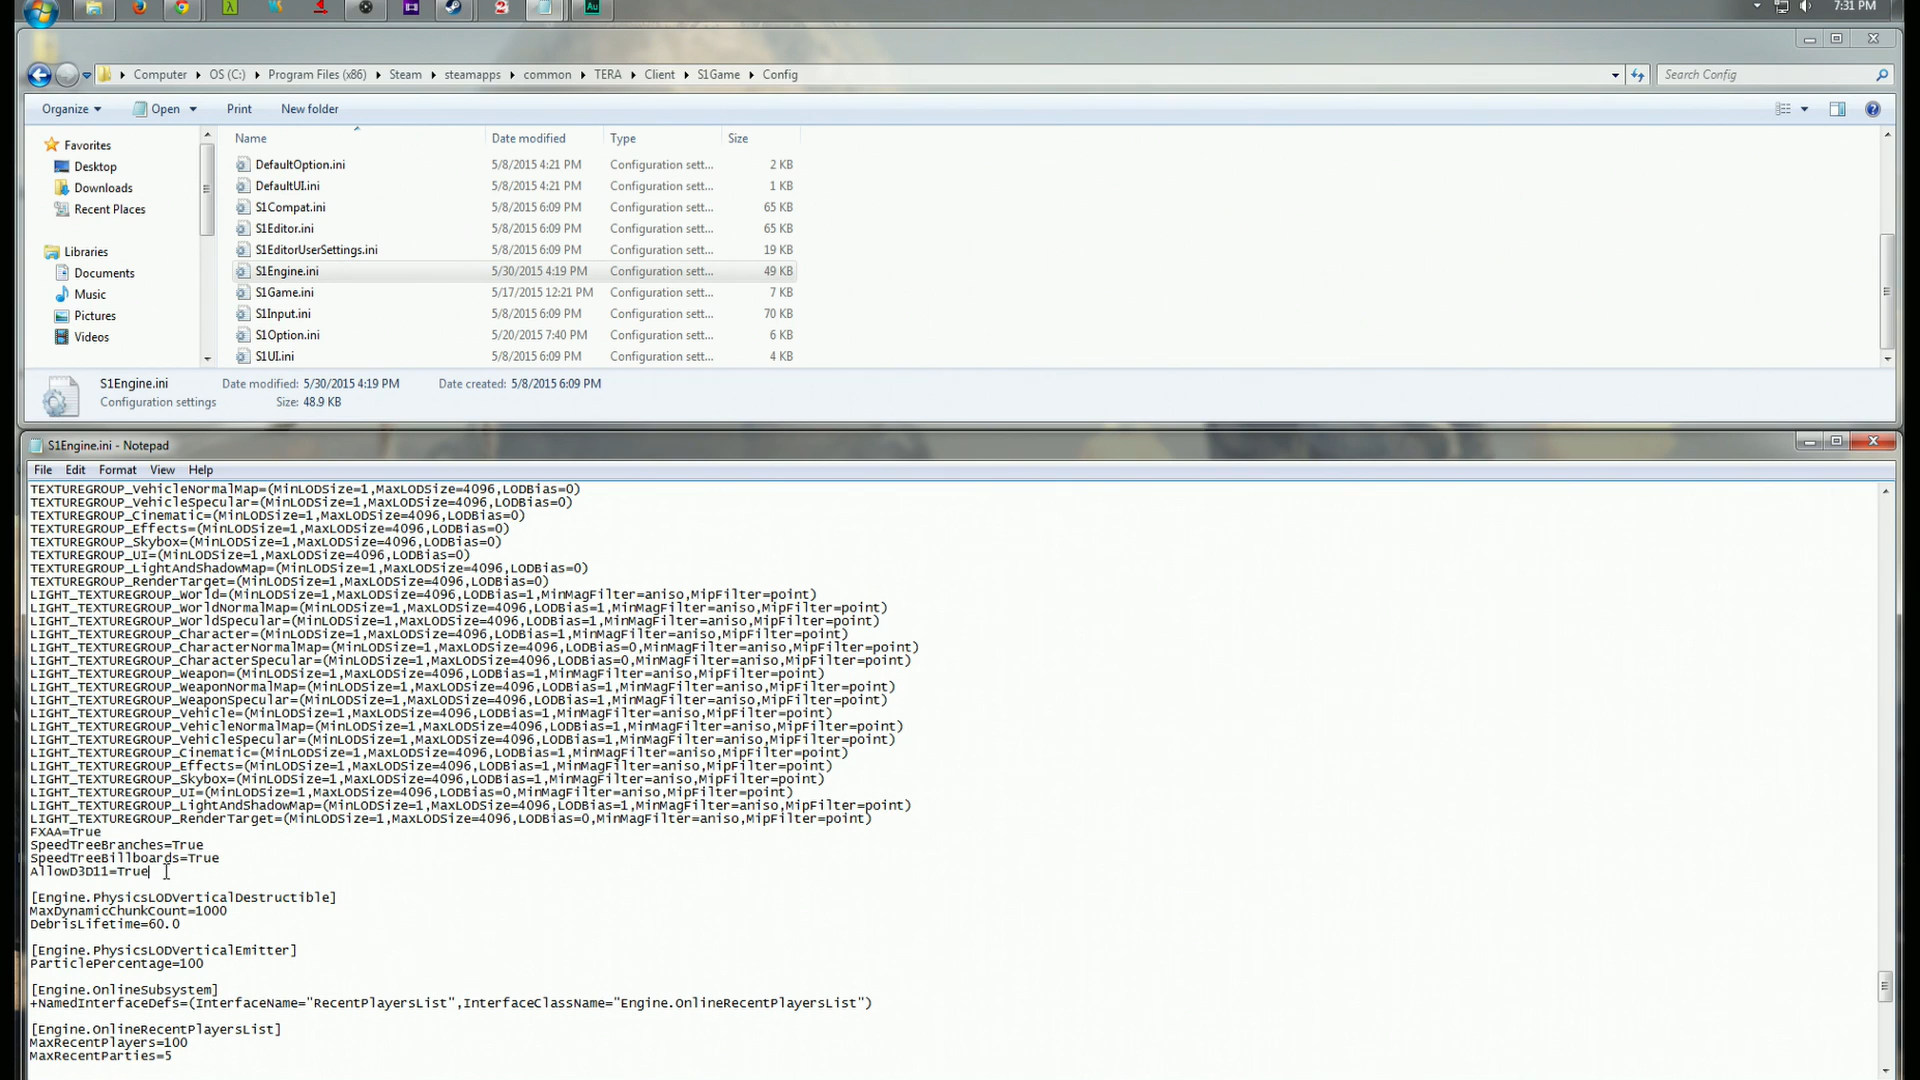 7:31 PM
Computer OS (C:) Program Files (x86) Steam steamapps common TERA Client S1Game Config Search Config
Organize Open Print New folder
Favorites
Desktop
Downloads
Recent Places
Libraries
Documents
Music
Pictures
Videos
Name Date modified Type Size
DefaultOption.ini 5/8/2015 4:21 PM Configuration sett... 2 KB
DefaultUI.ini 5/8/2015 4:21 PM Configuration sett... 1 KB
S1Compat.ini 5/8/2015 6:09 PM Configuration sett... 65 KB
S1Editor.ini 5/8/2015 6:09 PM Configuration sett... 65 KB
S1EditorUserSettings.ini 5/8/2015 6:09 PM Configuration sett... 19 KB
S1Engine.ini 5/30/2015 4:19 PM Configuration sett... 49 KB
S1Game.ini 5/17/2015 12:21 PM Configuration sett... 7 KB
S1Input.ini 5/8/2015 6:09 PM Configuration sett... 70 KB
S1Option.ini 5/20/2015 7:40 PM Configuration sett... 6 KB
S1UI.ini 5/8/2015 6:09 PM Configuration sett... 4 KB
S1Engine.ini Date modified: 5/30/2015 4:19 PM Date created: 5/8/2015 6:09 PM
Configuration settings Size: 48.9 KB
S1Engine.ini - Notepad
File Edit Format View Help
TEXTUREGROUP_VehicleNormalMap=(MinLODSize=1,MaxLODSize=4096,LODBias=0)
TEXTUREGROUP_VehicleSpecular=(MinLODSize=1,MaxLODSize=4096,LODBias=0)
TEXTUREGROUP_Cinematic=(MinLODSize=1,MaxLODSize=4096,LODBias=0)
TEXTUREGROUP_Effects=(MinLODSize=1,MaxLODSize=4096,LODBias=0)
TEXTUREGROUP_Skybox=(MinLODSize=1,MaxLODSize=4096,LODBias=0)
TEXTUREGROUP_UI=(MinLODSize=1,MaxLODSize=4096,LODBias=0)
TEXTUREGROUP_LightAndShadowMap=(MinLODSize=1,MaxLODSize=4096,LODBias=0)
TEXTUREGROUP_RenderTarget=(MinLODSize=1,MaxLODSize=4096,LODBias=0)
LIGHT_TEXTUREGROUP_World=(MinLODSize=1,MaxLODSize=4096,LODBias=1,MinMagFilter=aniso,MipFilter=point)
LIGHT_TEXTUREGROUP_WorldNormalMap=(MinLODSize=1,MaxLODSize=4096,LODBias=1,MinMagFilter=aniso,MipFilter=point)
LIGHT_TEXTUREGROUP_WorldSpecular=(MinLODSize=1,MaxLODSize=4096,LODBias=1,MinMagFilter=aniso,MipFilter=point)
LIGHT_TEXTUREGROUP_Character=(MinLODSize=1,MaxLODSize=4096,LODBias=1,MinMagFilter=aniso,MipFilter=point)
LIGHT_TEXTUREGROUP_CharacterNormalMap=(MinLODSize=1,MaxLODSize=4096,LODBias=0,MinMagFilter=aniso,MipFilter=point)
LIGHT_TEXTUREGROUP_CharacterSpecular=(MinLODSize=1,MaxLODSize=4096,LODBias=0,MinMagFilter=aniso,MipFilter=point)
LIGHT_TEXTUREGROUP_Weapon=(MinLODSize=1,MaxLODSize=4096,LODBias=1,MinMagFilter=aniso,MipFilter=point)
LIGHT_TEXTUREGROUP_WeaponNormalMap=(MinLODSize=1,MaxLODSize=4096,LODBias=1,MinMagFilter=aniso,MipFilter=point)
LIGHT_TEXTUREGROUP_WeaponSpecular=(MinLODSize=1,MaxLODSize=4096,LODBias=1,MinMagFilter=aniso,MipFilter=point)
LIGHT_TEXTUREGROUP_Vehicle=(MinLODSize=1,MaxLODSize=4096,LODBias=1,MinMagFilter=aniso,MipFilter=point)
LIGHT_TEXTUREGROUP_VehicleNormalMap=(MinLODSize=1,MaxLODSize=4096,LODBias=1,MinMagFilter=aniso,MipFilter=point)
LIGHT_TEXTUREGROUP_VehicleSpecular=(MinLODSize=1,MaxLODSize=4096,LODBias=1,MinMagFilter=aniso,MipFilter=point)
LIGHT_TEXTUREGROUP_Cinematic=(MinLODSize=1,MaxLODSize=4096,LODBias=1,MinMagFilter=aniso,MipFilter=point)
LIGHT_TEXTUREGROUP_Effects=(MinLODSize=1,MaxLODSize=4096,LODBias=1,MinMagFilter=aniso,MipFilter=point)
LIGHT_TEXTUREGROUP_Skybox=(MinLODSize=1,MaxLODSize=4096,LODBias=1,MinMagFilter=aniso,MipFilter=point)
LIGHT_TEXTUREGROUP_UI=(MinLODSize=1,MaxLODSize=4096,LODBias=0,MinMagFilter=aniso,MipFilter=point)
LIGHT_TEXTUREGROUP_LightAndShadowMap=(MinLODSize=1,MaxLODSize=4096,LODBias=1,MinMagFilter=aniso,MipFilter=point)
LIGHT_TEXTUREGROUP_RenderTarget=(MinLODSize=1,MaxLODSize=4096,LODBias=0,MinMagFilter=aniso,MipFilter=point)
FXAA=True
SpeedTreeBranches=True
SpeedTreeBillboards=True
AllowD3D11=True
[Engine.PhysicsLODVerticalDestructible]
MaxDynamicChunkCount=1000
DebrisLifetime=60.0
[Engine.PhysicsLODVerticalEmitter]
ParticlePercentage=100
[Engine.OnlineSubsystem]
+NamedInterfaceDefs=(InterfaceName="RecentPlayersList",InterfaceClassName="Engine.OnlineRecentPlayersList")
[Engine.OnlineRecentPlayersList]
MaxRecentPlayers=100
MaxRecentParties=5